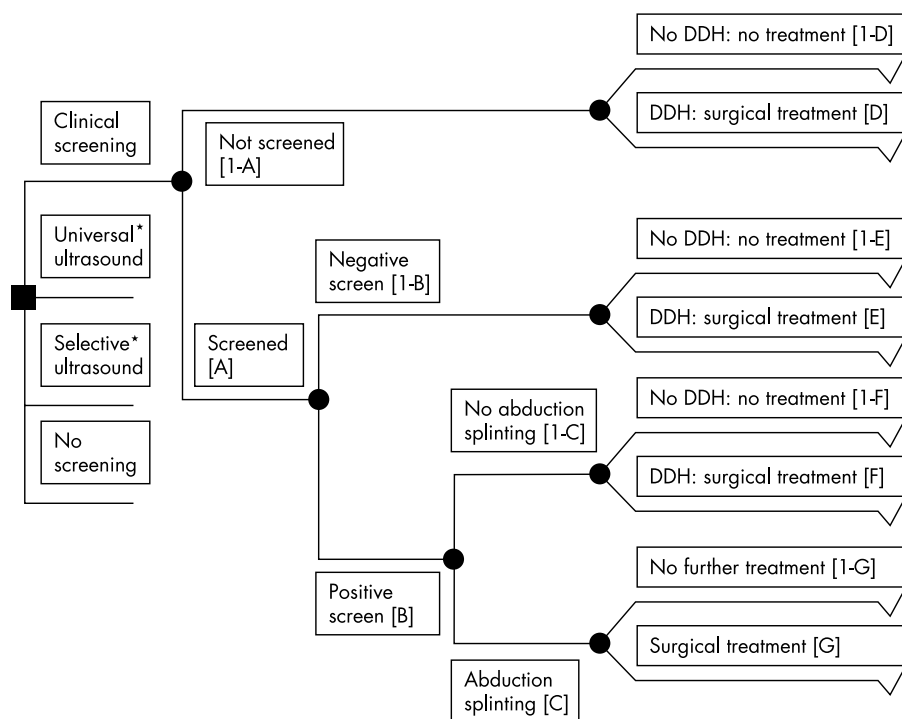 No DDH: no treatment [1-D]
Clinical
screening
DDH: surgical treatment [D]
Not screened
[1-A]
Universal*
ultrasound
Negative
screen [1-B]
No DDH: no treatment [1-E]
DDH: surgical treatment [E]
Selective*
ultrasound
Screened
[A]
No abduction
splinting [1-C]
No DDH: no treatment [1-F]
No
screening
DDH: surgical treatment [F]
No further treatment [1-G]
Positive
screen [B]
Surgical treatment [G]
Abduction
splinting [C]